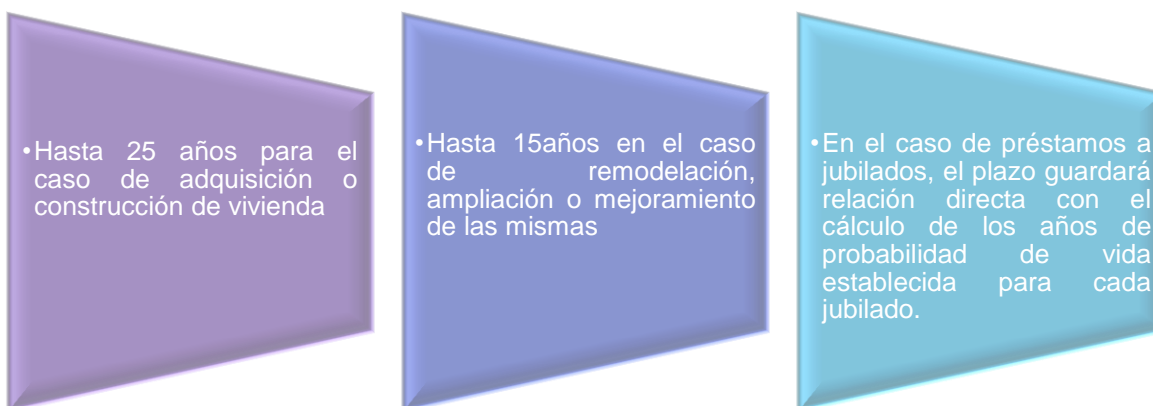 •Hasta 25 años para el
caso de adquisición o
construcción de vivienda
•Hasta 15años en el caso
de remodelación,
ampliación o mejoramiento
de las mismas
•En el caso de préstamos a
jubilados, el plazo guardará
relación directa con el
cálculo de los años de
probabilidad de vida
establecida para cada
jubilado.